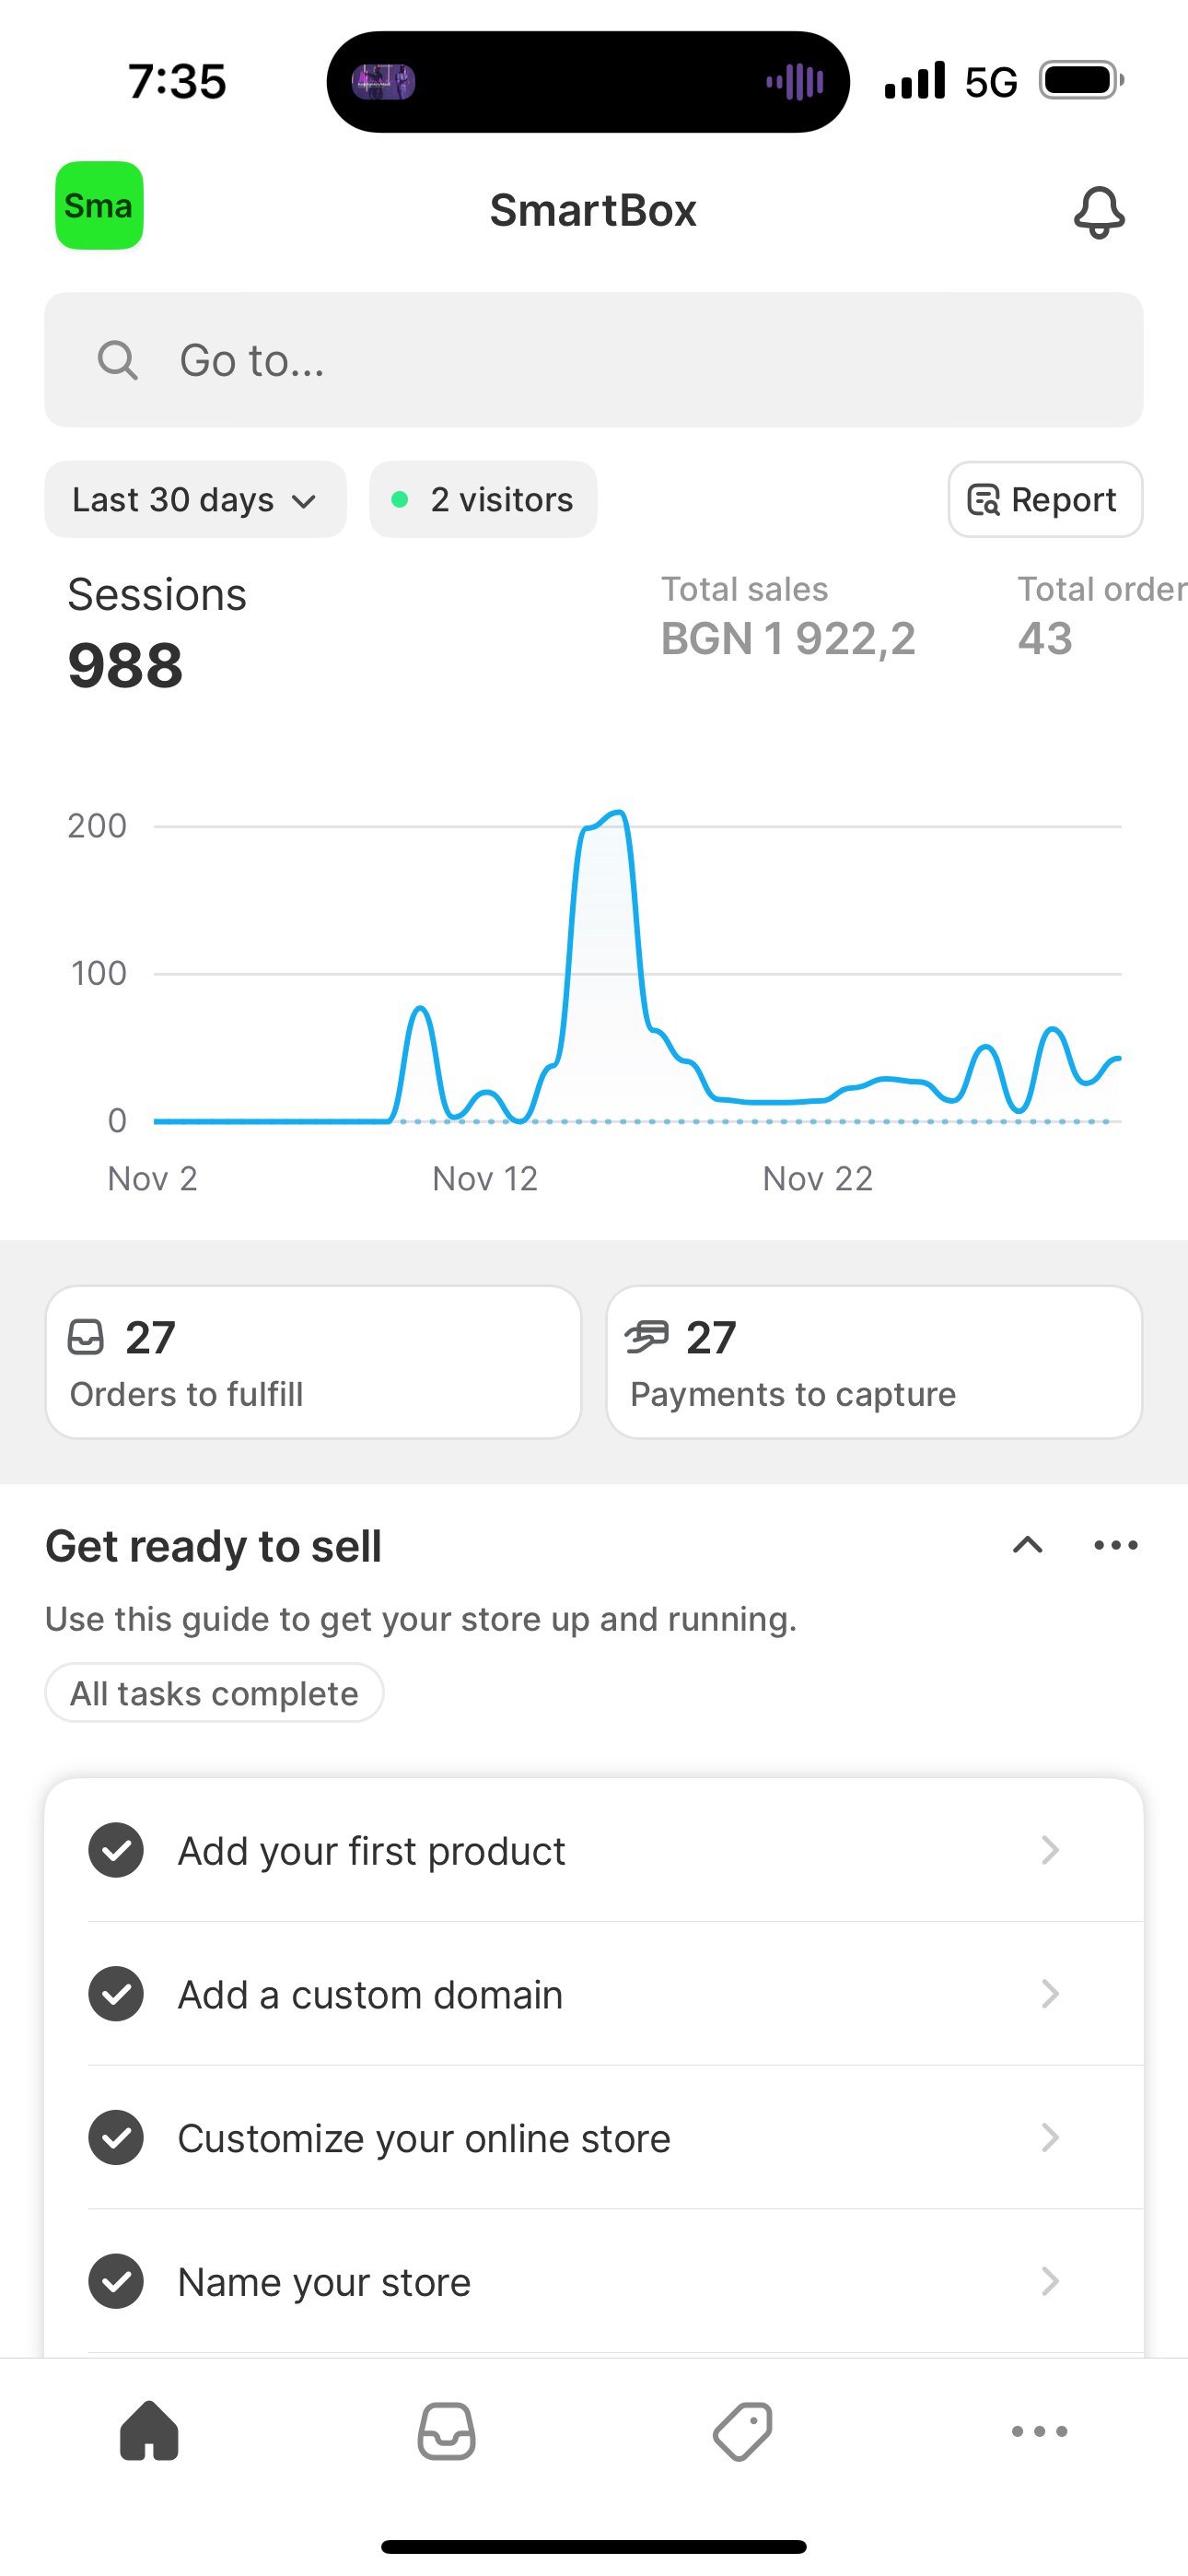 7:35
5G
Sma
SmartBox
Go to...
Last 30 days
2 visitors
Report
Sessions
988
Total sales
BGN 1 922,2
Total order
43
200
100
0
Nov 2
Nov 12
Nov 22
27
Orders to fulfill
27
Payments to capture
Get ready to sell
Use this guide to get your store up and running.
All tasks complete
Add your first product
Add a custom domain
Customize your online store
Name your store